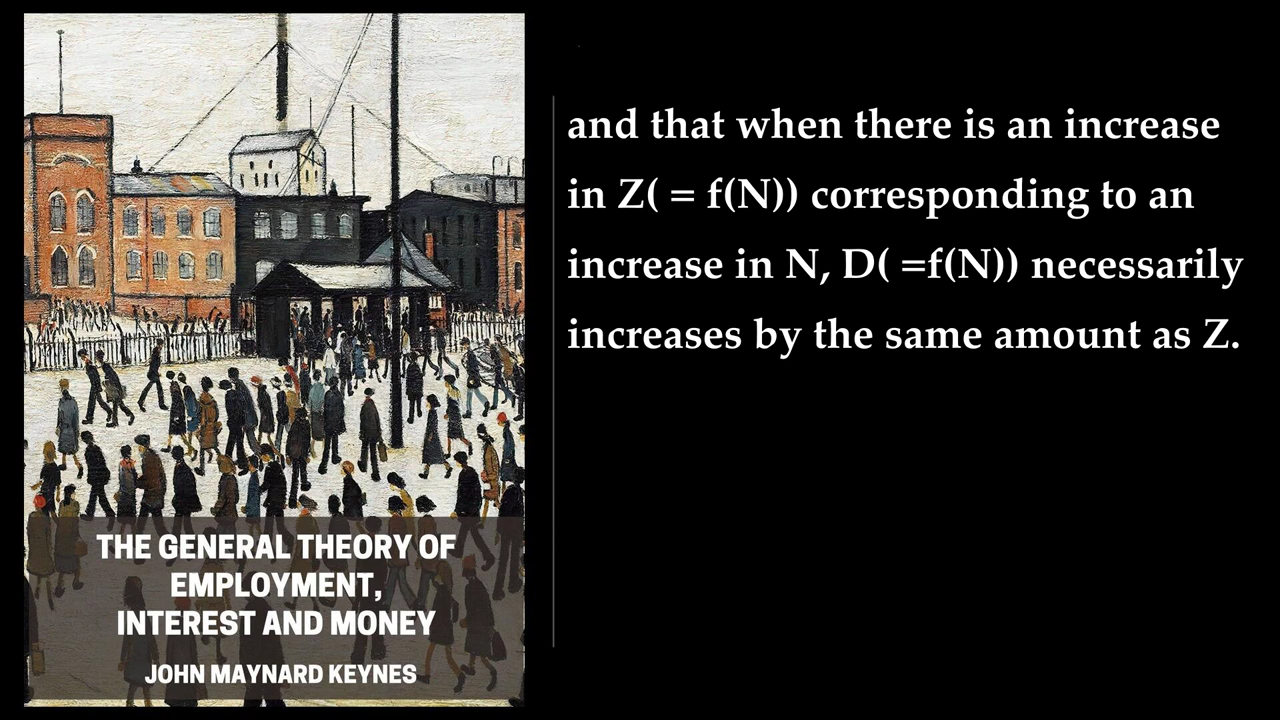 THE GENERAL THEORY OF
EMPLOYMENT,
INTEREST AND MONEY
JOHN MAYNARD KEYNES
and that when there is an increase
in Z( = f(N)) corresponding to an
increase in N, D( =f(N)) necessarily
increases by the same amount as Z.